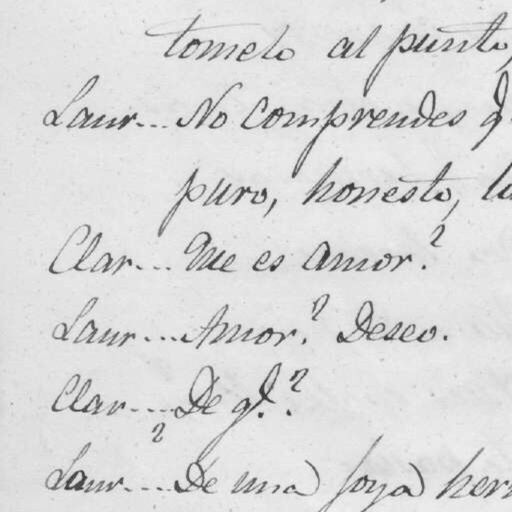 tomelo al punto,
Laur... No comprendes q
puro, honesto,
Clar... Que es amor?
Laur... Amor? Deseo.
Clar... De q.?
Laur... De una joya her